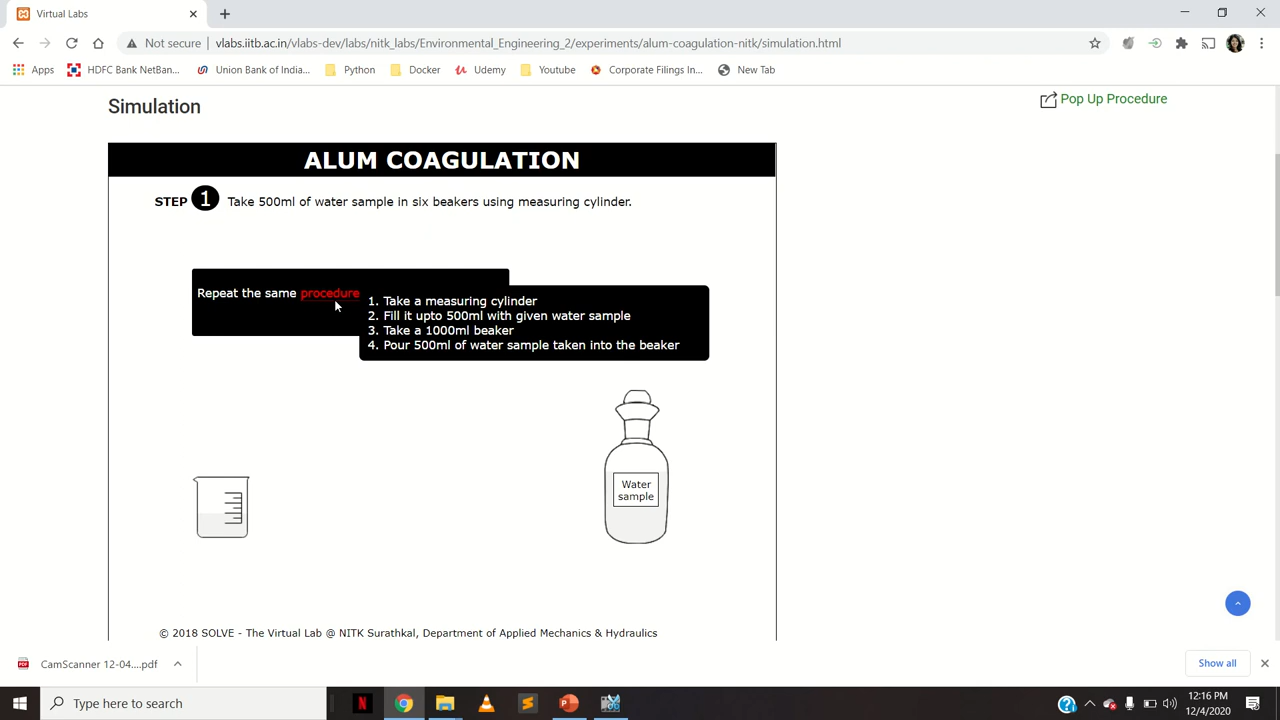 Virtual Labs
Not secure
vlabs.iitb.ac.in/vlabs-dev/labs/nitk_labs/Environmental_Engineering_2/experiments/alum-coagulation-nitk/simulation.html
Apps
HDFC Bank NetBan...
Union Bank of India...
Python
Docker
Udemy
Youtube
Corporate Filings In...
New Tab
Simulation
Pop Up Procedure
ALUM COAGULATION
STEP 1 Take 500ml of water sample in six beakers using measuring cylinder.
Repeat the same procedure
1. Take a measuring cylinder
2. Fill it upto 500ml with given water sample
3. Take a 1000ml beaker
4. Pour 500ml of water sample taken into the beaker
Water
sample
© 2018 SOLVE - The Virtual Lab @ NITK Surathkal, Department of Applied Mechanics & Hydraulics
CamScanner 12-04....pdf
Show all
Type here to search
12:16 PM
12/4/2020